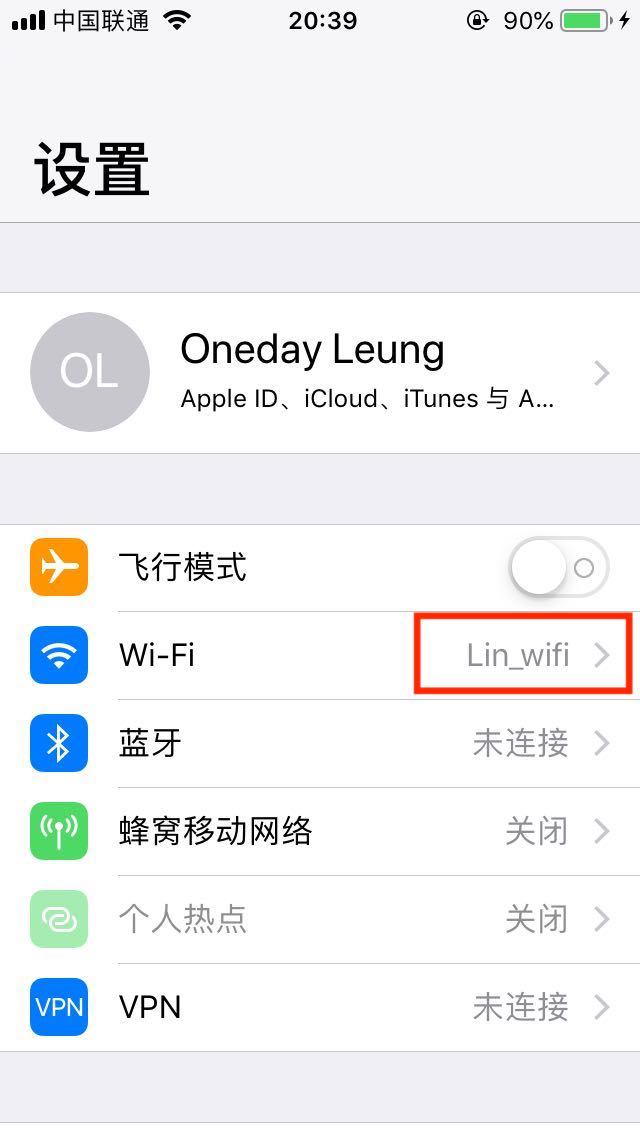 中国联通 20:39 90%
设置
OL
Oneday Leung
Apple ID、iCloud、iTunes 与 A...
飞行模式
Wi-Fi Lin_wifi
蓝牙 未连接
蜂窝移动网络 关闭
个人热点 关闭
VPN VPN 未连接